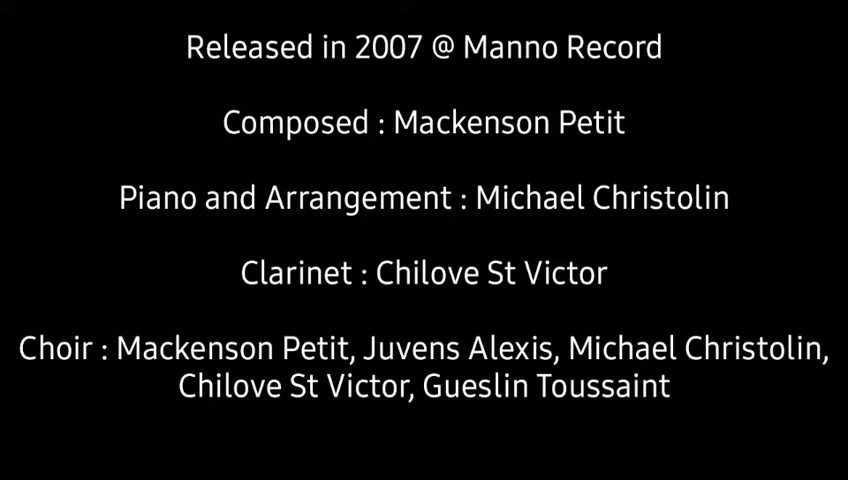 Released in 2007 @ Manno Record
Composed : Mackenson Petit
Piano and Arrangement : Michael Christolin
Clarinet : Chilove St Victor
Choir : Mackenson Petit, Juvens Alexis, Michael Christolin,
Chilove St Victor, Gueslin Toussaint